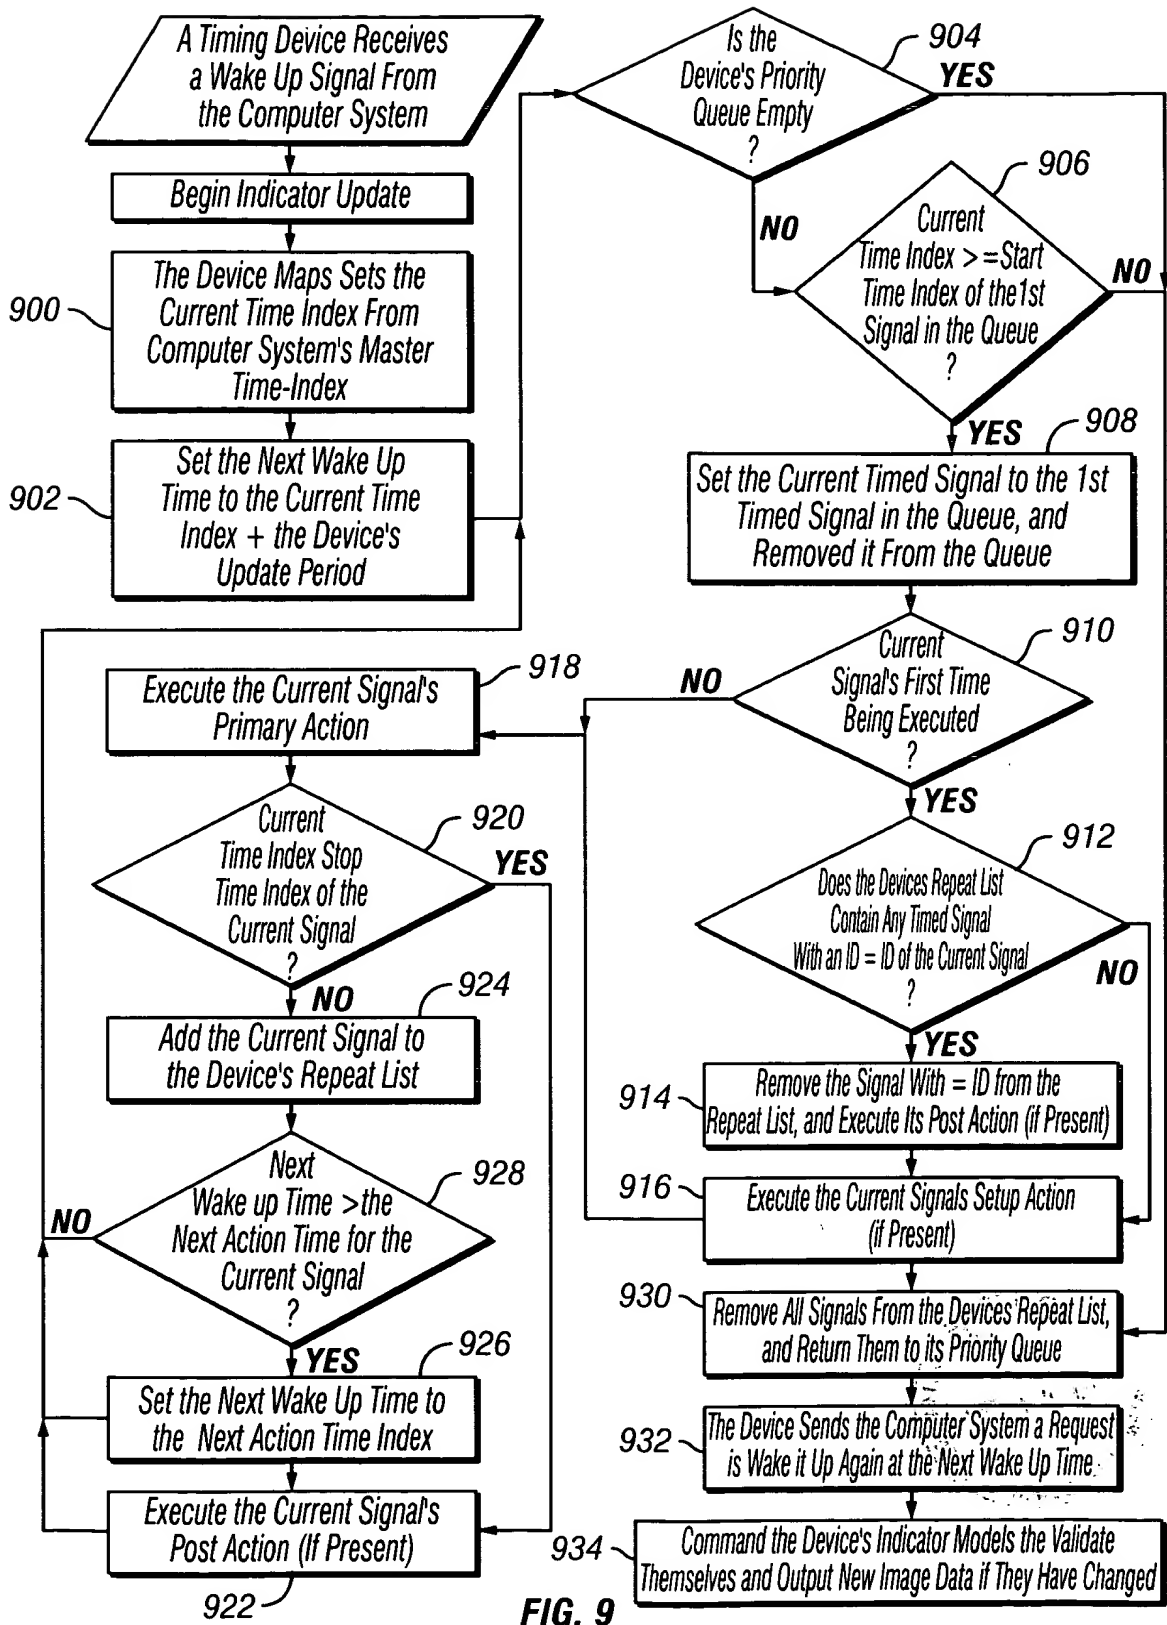 A Timing Device Receives
a Wake Up Signal From
the Computer System
Begin Indicator Update
900
The Device Maps Sets the
Current Time Index From
Computer System's Master
Time-Index
902
Set the Next Wake Up
Time to the Current Time
Index + the Device's
Update Period
904
Is the
Device's Priority
Queue Empty
?
YES
NO
906
Current
Time Index > =Start
Time Index of the1st
Signal in the Queue
?
NO
YES
908
Set the Current Timed Signal to the 1st
Timed Signal in the Queue, and
Removed it From the Queue
910
Current
Signal's First Time
Being Executed
?
NO
YES
912
Does the Devices Repeat List
Contain Any Timed Signal
With an ID = ID of the Current Signal
?
NO
YES
914
Remove the Signal With = ID from the
Repeat List, and Execute Its Post Action (if Present)
916
Execute the Current Signals Setup Action
(if Present)
918
Execute the Current Signal's
Primary Action
920
Current
Time Index Stop
Time Index of the
Current Signal
?
YES
NO
924
Add the Current Signal to
the Device's Repeat List
928
Next
Wake up Time >the
Next Action Time for the
Current Signal
?
NO
YES
926
Set the Next Wake Up Time to
the Next Action Time Index
Execute the Current Signal's
Post Action (If Present)
922
930
Remove All Signals From the Devices Repeat List,
and Return Them to its Priority Queue
932
The Device Sends the Computer System a Request
is Wake it Up Again at the Next Wake Up Time
934
Command the Device's Indicator Models the Validate
Themselves and Output New Image Data if They Have Changed
FIG. 9